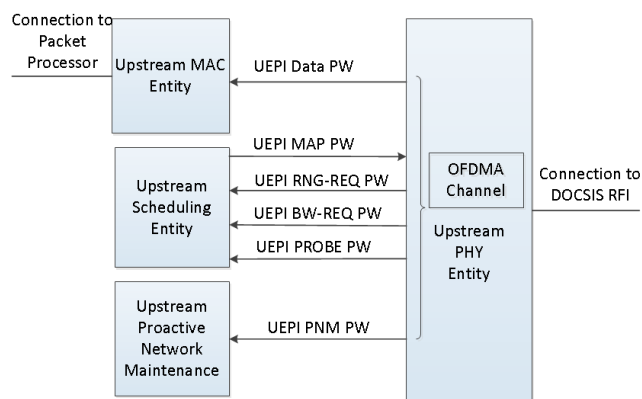 Connection to
Packet
Processor
Upstream MAC
Entity
UEPI Data PW
UEPI MAP PW
UEPI RNG-REQ PW
UEPI BW-REQ PW
UEPI PROBE PW
Upstream
Scheduling
Entity
UEPI PNM PW
Upstream
Proactive
Network
Maintenance
OFDMA
Channel
Upstream
PHY
Entity
Connection to
DOCSIS RFI